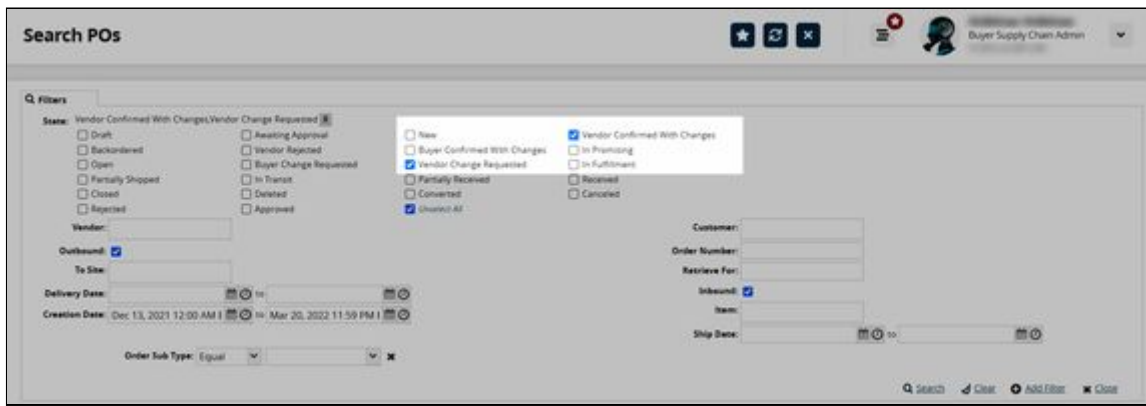 Search POs
Buyer Supply Chain Admin
Filters
State: Vendor Confirmed With Changes,Vendor Change Requested x
Draft Awaiting Approval New Vendor Confirmed With Changes
Backordered Vendor Rejected Buyer Confirmed With Changes In Promising
Open Buyer Change Requested Vendor Change Requested In Fulfillment
Partially Shipped In Transit Partially Received Received
Closed Deleted Converted Canceled
Rejected Approved Unselect All
Vendor: Customer:
Outbound: Order Number:
To Site: Retrieve For:
Delivery Date: to Inbound:
Creation Date: Dec 13, 2021 12:00 AM to Mar 20, 2022 11:59 PM Item:
Ship Date: to
Order Sub Type: Equal
Search Clear Add Filter Close